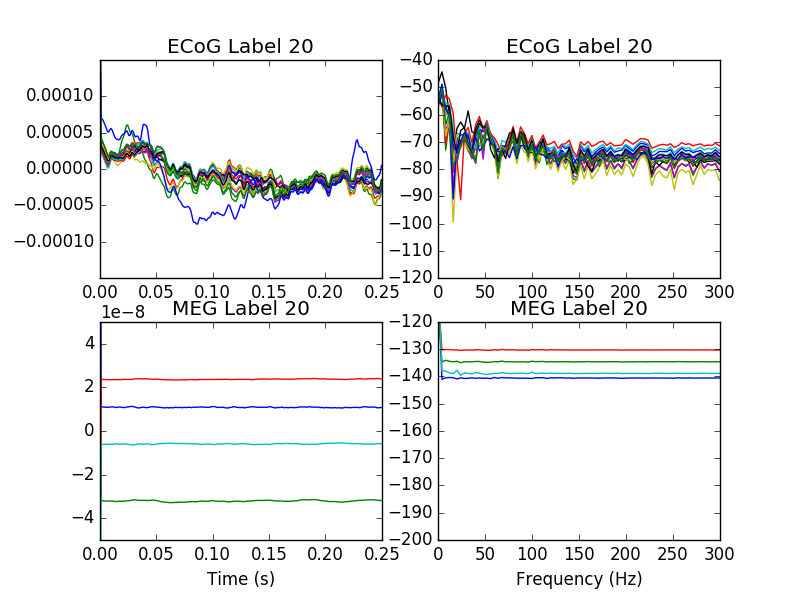 ECoG Label 20
0.00010
0.00005
0.00000
−0.00005
−0.00010
0.00 0.05 0.10 0.15 0.20 0.25
ECoG Label 20
−40
−50
−60
−70
−80
−90
−100
−110
−120
0 50 100 150 200 250 300
1e−8
MEG Label 20
4
2
0
−2
−4
0.00 0.05 0.10 0.15 0.20 0.25
Time (s)
MEG Label 20
−120
−130
−140
−150
−160
−170
−180
−190
−200
0 50 100 150 200 250 300
Frequency (Hz)